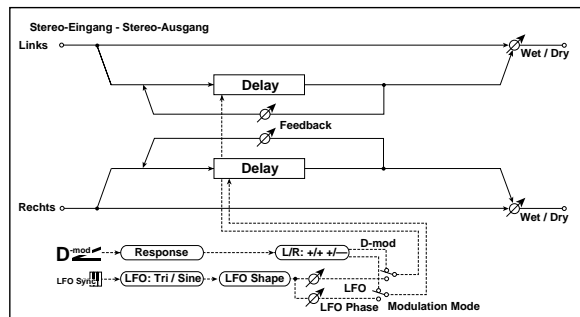 Stereo-Eingang - Stereo-Ausgang
Links
Wet / Dry
Delay
Feedback
Delay
Rechts
Wet / Dry
D-mod
D-mod
Response
L/R: +/+ +/—
LFO Sync
LFO: Tri / Sine
LFO Shape
LFO
LFO Phase
Modulation Mode